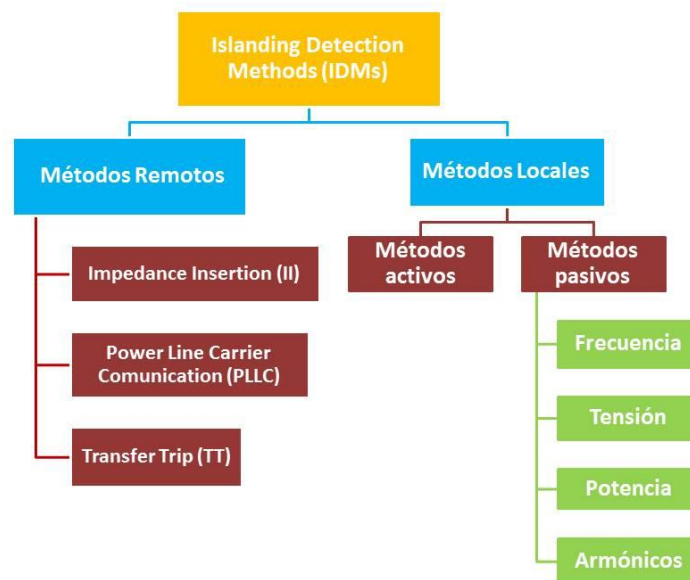 Islanding Detection
Methods (IDMs)
Métodos Remotos
Impedance Insertion (II)
Power Line Carrier
Comunication (PLLC)
Transfer Trip (TT)
Métodos Locales
Métodos
activos
Métodos
pasivos
Frecuencia
Tensión
Potencia
Armónicos